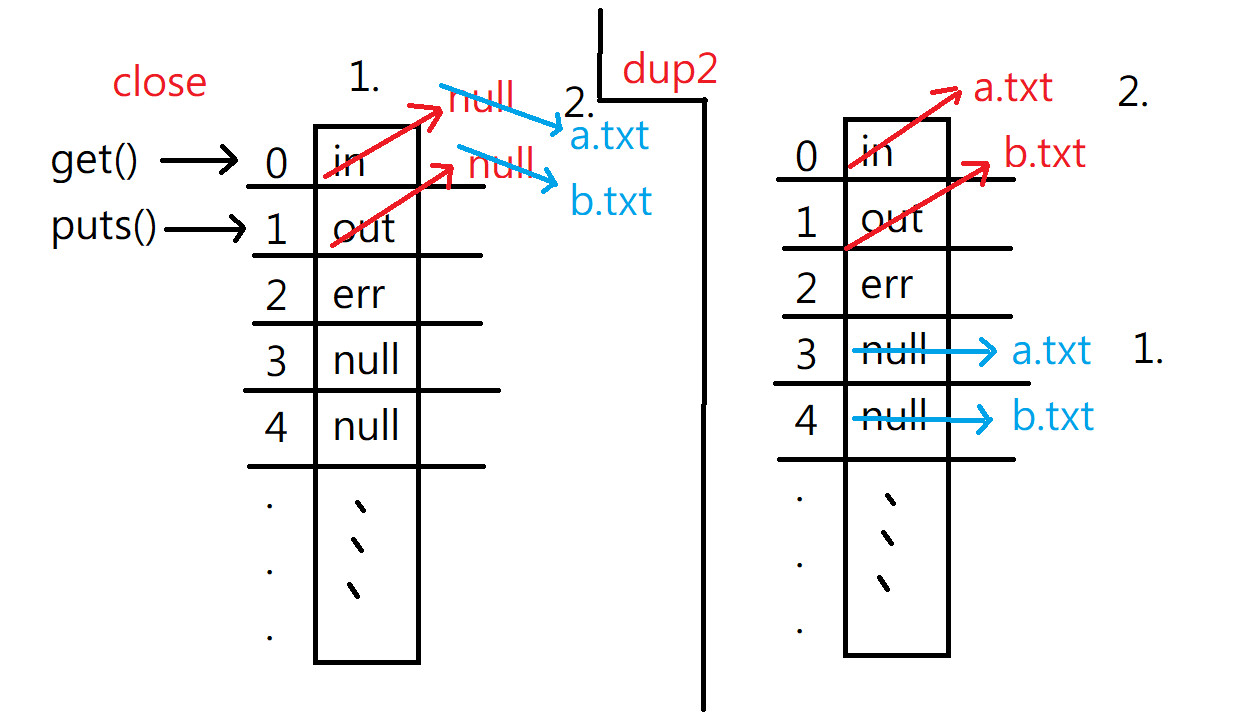 close
1.
null
2.
a.txt
null
b.txt
get()
puts()
0 in
1 out
2 err
3 null
4 null
dup2
a.txt
2.
b.txt
0 in
1 out
2 err
3 null
a.txt
1.
4 null
b.txt